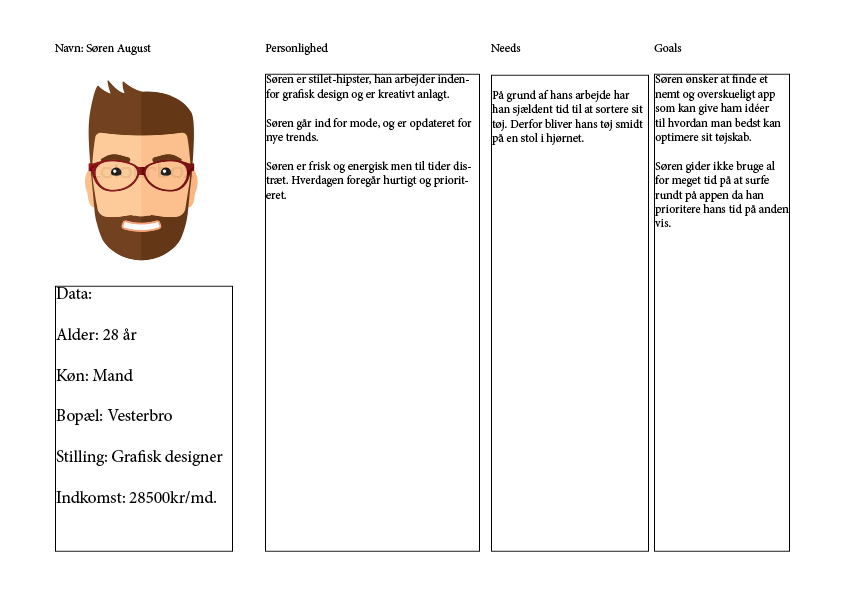 Navn: Søren August
Data:
Alder: 28 år
Køn: Mand
Bopæl: Vesterbro
Stilling: Grafisk designer
Indkomst: 28500kr/md.
Personlighed
Søren er stilet-hipster, han arbejder inden-
for grafisk design og er kreativt anlagt.
Søren går ind for mode, og er opdateret for
nye trends.
Søren er frisk og energisk men til tider dis-
træt. Hverdagen foregår hurtigt og priorit-
eret.
Needs
På grund af hans arbejde har
han sjældent tid til at sortere sit
tøj. Derfor bliver hans tøj smidt
på en stol i hjørnet.
Goals
Søren ønsker at finde et
nemt og overskueligt app
som kan give ham idéer
til hvordan man bedst kan
optimere sit tøjskab.
Søren gider ikke bruge al
for meget tid på at surfe
rundt på appen da han
prioritere hans tid på anden
vis.